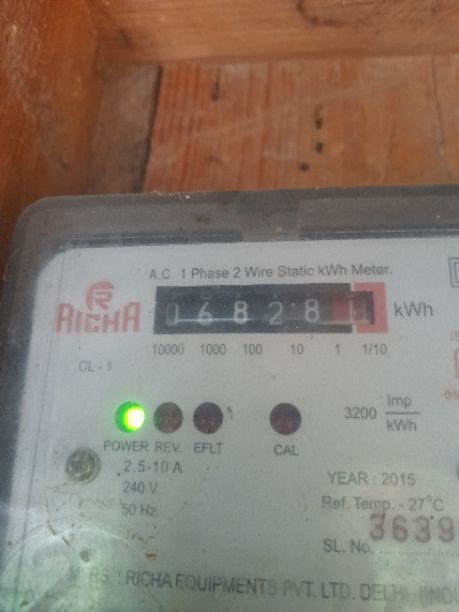 A.C. 1 Phase 2 Wire Static kWh Meter.
R
RICHA
068281 kWh
10000 1000 100 10 1 1/10
CL - 1
3200 Imp/kWh
POWER REV. EFLT CAL
2.5-10 A
240 V
50 Hz
YEAR : 2015
Ref. Temp. - 27°C
3639
SL. No.
RICHA EQUIPMENTS PVT. LTD. DELHI (INDI